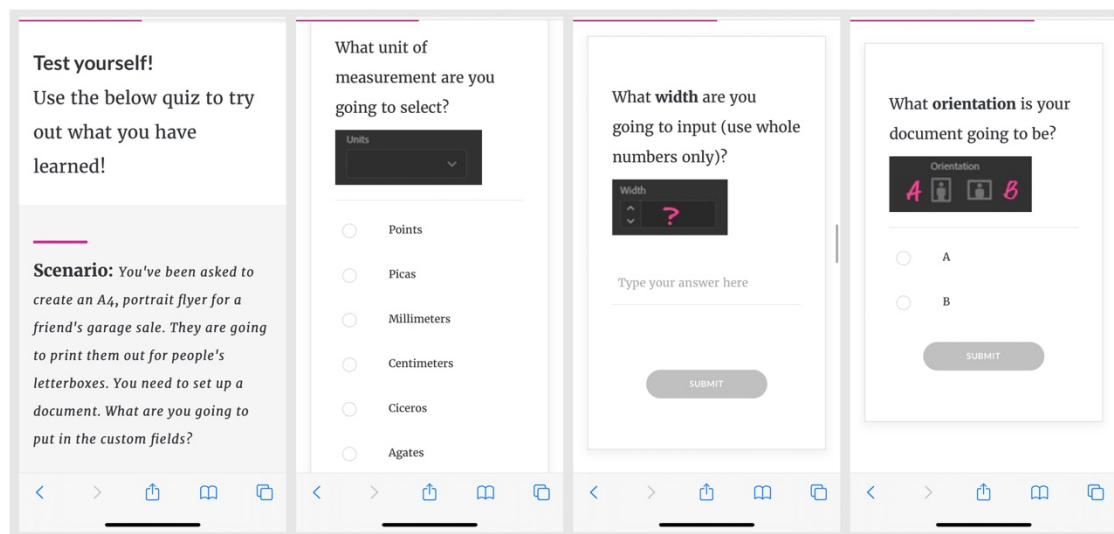 Test yourself!
Use the below quiz to try
out what you have
learned!
Scenario: You've been asked to
create an A4, portrait flyer for a
friend's garage sale. They are going
to print them out for people's
letterboxes. You need to set up a
document. What are you going to
put in the custom fields?
What unit of
measurement are you
going to select?
Units
Points
Picas
Millimeters
Centimeters
Ciceros
Agates
What width are you
going to input (use whole
numbers only)?
Width
?
Type your answer here
SUBMIT
What orientation is your
document going to be?
Orientation
A B
A
B
SUBMIT